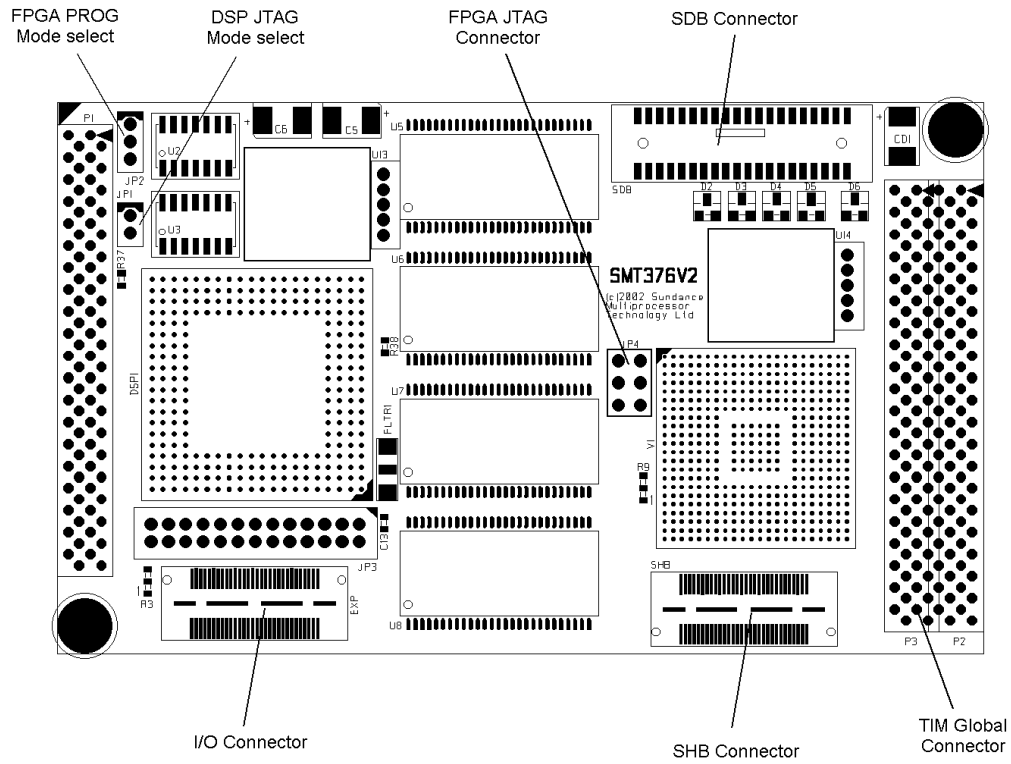 FPGA PROG
Mode select
DSP JTAG
Mode select
FPGA JTAG
Connector
SDB Connector
P1
JP2
JP1
U2
U3
R37
C6
C5
U13
U5
U6
U7
U8
SDB
CD1
D2
D3
D4
D5
D6
U14
SMT376V2
(c)2002 Sundance
Multiprocessor
Technology Ltd
JP4
R38
DSP1
FLTR1
V1
R9
1
C13
JP3
SHB
1
R3
EXP
P3
P2
I/O Connector
SHB Connector
TIM Global
Connector